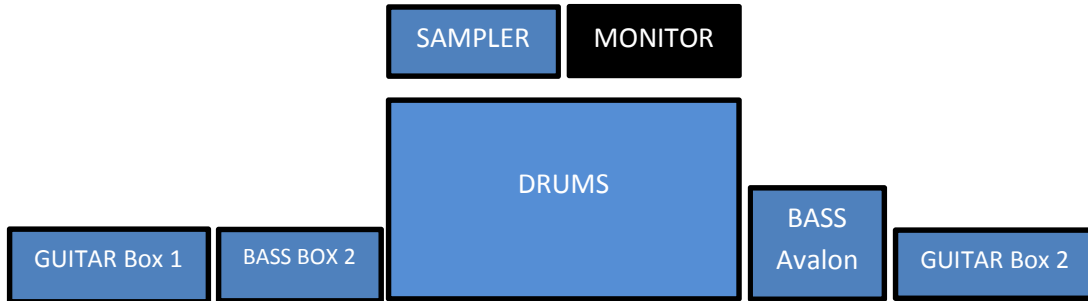 SAMPLER
MONITOR
DRUMS
GUITAR Box 1
BASS BOX 2
BASS
Avalon
GUITAR Box 2